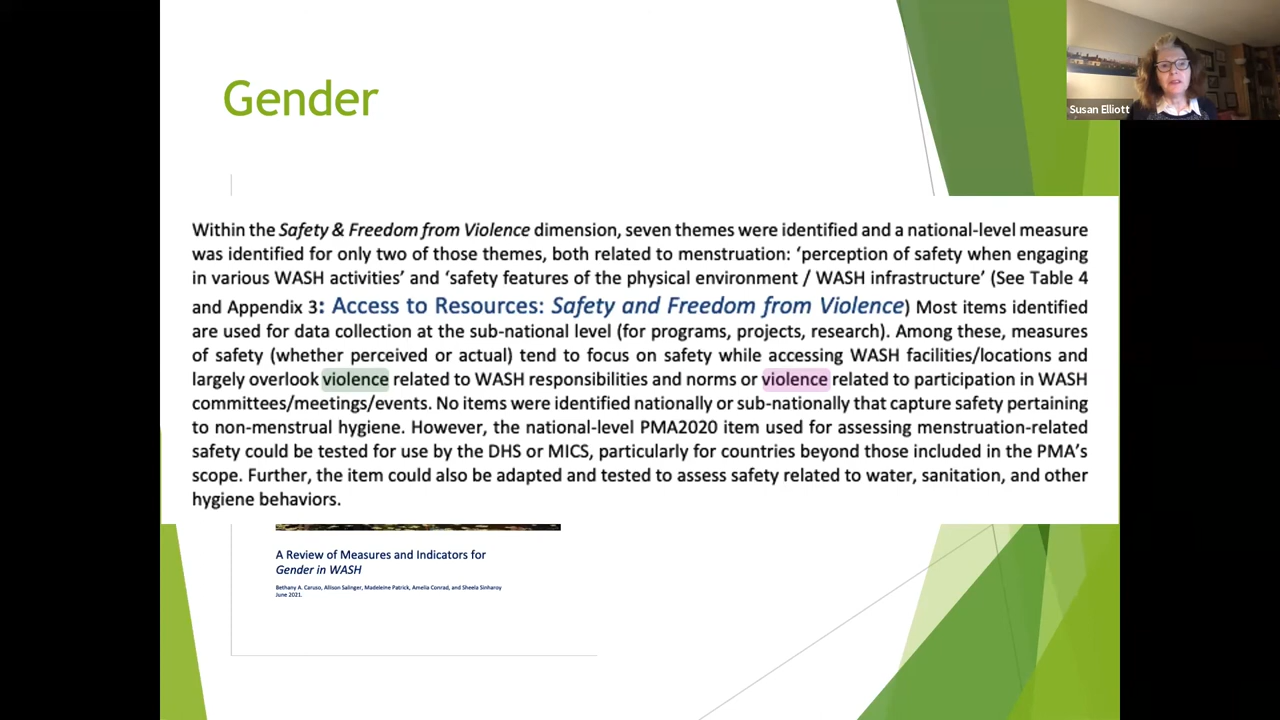 Gender
Susan Elliott
Within the Safety & Freedom from Violence dimension, seven themes were identified and a national-level measure
was identified for only two of those themes, both related to menstruation: ‘perception of safety when engaging
in various WASH activities’ and ‘safety features of the physical environment / WASH infrastructure’ (See Table 4
and Appendix 3: Access to Resources: Safety and Freedom from Violence) Most items identified
are used for data collection at the sub-national level (for programs, projects, research). Among these, measures
of safety (whether perceived or actual) tend to focus on safety while accessing WASH facilities/locations and
largely overlook violence related to WASH responsibilities and norms or violence related to participation in WASH
committees/meetings/events. No items were identified nationally or sub-nationally that capture safety pertaining
to non-menstrual hygiene. However, the national-level PMA2020 item used for assessing menstruation-related
safety could be tested for use by the DHS or MICS, particularly for countries beyond those included in the PMA’s
scope. Further, the item could also be adapted and tested to assess safety related to water, sanitation, and other
hygiene behaviors.
A Review of Measures and Indicators for
Gender in WASH
Bethany A. Caruso, Allison Salinger, Madeleine Patrick, Amelia Conrad, and Sheela Sinharoy
June 2021.